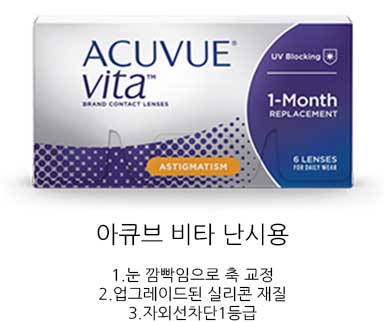 ACUVUE®
vita™
BRAND CONTACT LENSES
UV Blocking
1-Month
REPLACEMENT
ASTIGMATISM
6 LENSES
FOR DAILY WEAR
아큐브 비타 난시용
1.눈 깜빡임으로 축 교정
2.업그레이드된 실리콘 재질
3.자외선차단1등급